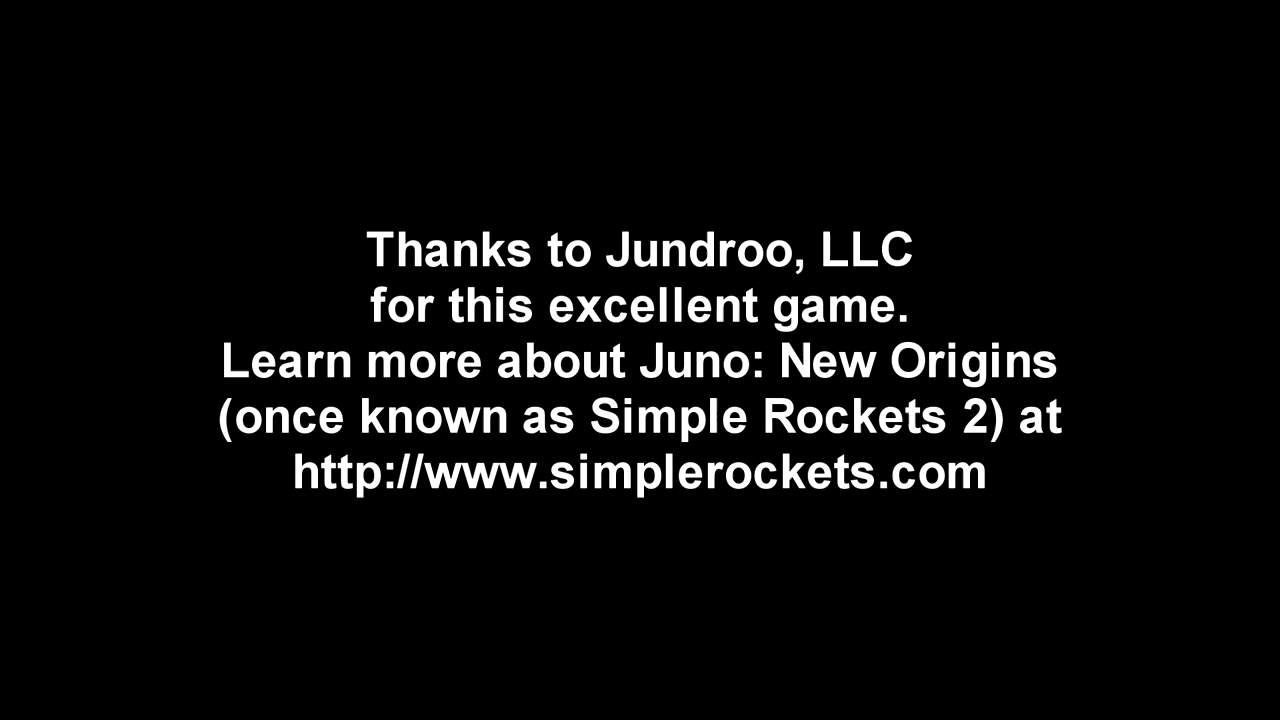 Thanks to Jundroo, LLC
for this excellent game.
Learn more about Juno: New Origins
(once known as Simple Rockets 2) at
http://www.simplerockets.com